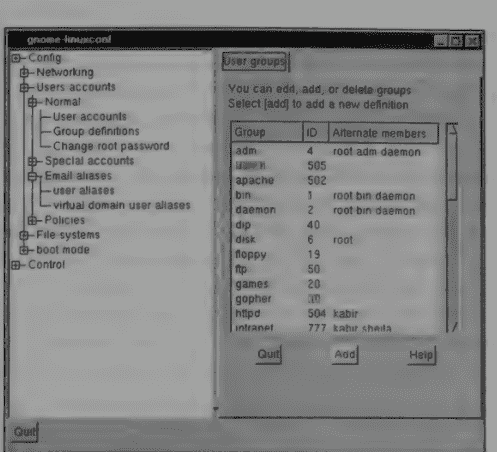 gnome-linuxconf
Config
Networking
Users accounts
Normal
User accounts
Group definitions
Change root password
Special accounts
Email aliases
user aliases
virtual domain user aliases
Policies
File systems
boot mode
Control
Quit
User groups
You can edit, add, or delete groups
Select [add] to add a new definition
Group ID Alternate members
adm 4 root adm daemon
505
apache 502
bin 1 root bin daemon
daemon 2 root bin daemon
dip 40
disk 6 root
floppy 19
ftp 50
games 20
gopher
httpd 504 kabir
intranet 777 kabir sheila
Quit Add Help